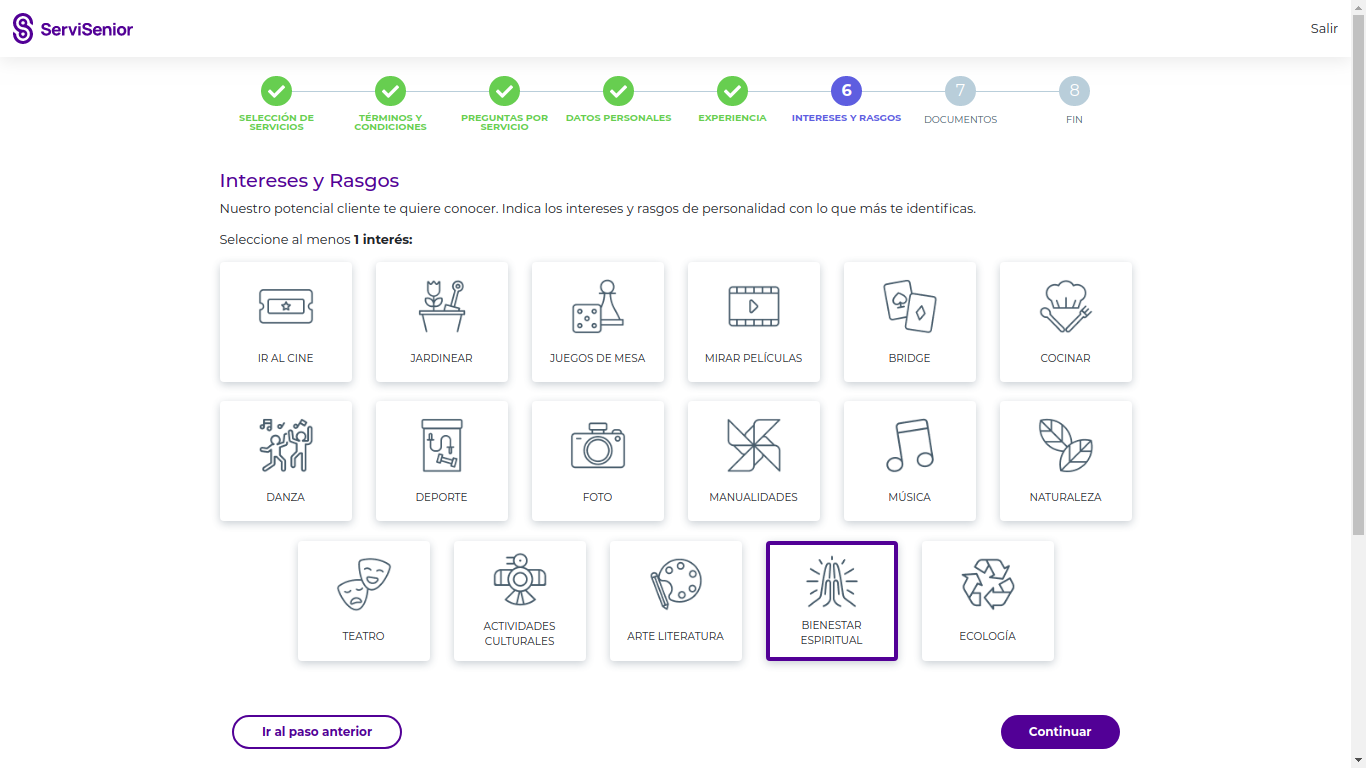 ServiSenior
Salir
6
7
8
SELECCIÓN DE
SERVICIOS
TÉRMINOS Y
CONDICIONES
PREGUNTAS POR
SERVICIO
DATOS PERSONALES
EXPERIENCIA
INTERESES Y RASGOS
DOCUMENTOS
FIN
Intereses y Rasgos
Nuestro potencial cliente te quiere conocer. Indica los intereses y rasgos de personalidad con lo que más te identificas.
Seleccione al menos 1 interés:
IR AL CINE
JARDINEAR
JUEGOS DE MESA
MIRAR PELÍCULAS
BRIDGE
COCINAR
DANZA
DEPORTE
FOTO
MANUALIDADES
MÚSICA
NATURALEZA
TEATRO
ACTIVIDADES
CULTURALES
ARTE LITERATURA
BIENESTAR
ESPIRITUAL
ECOLOGÍA
Ir al paso anterior
Continuar